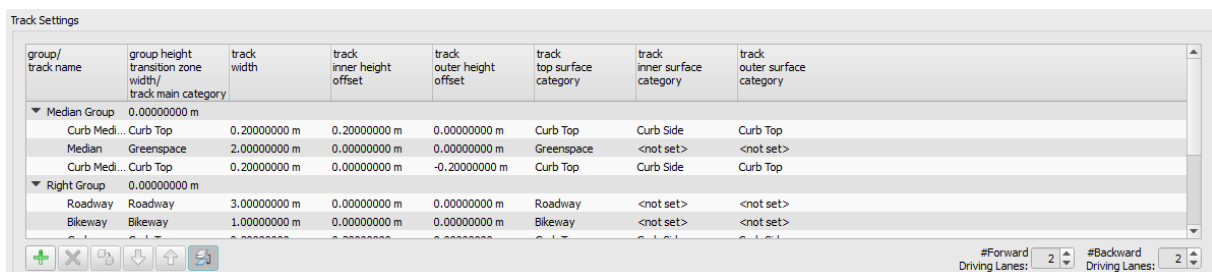 Track Settings
group/ track name
group height transition zone width/ track main category
track width
track inner height offset
track outer height offset
track top surface category
track inner surface category
track outer surface category
Median Group 0.00000000 m
Curb Medi... Curb Top 0.20000000 m 0.20000000 m 0.00000000 m Curb Top Curb Side Curb Top
Median Greenspace 2.00000000 m 0.00000000 m 0.00000000 m Greenspace <not set> <not set>
Curb Medi... Curb Top 0.20000000 m 0.00000000 m -0.20000000 m Curb Top Curb Side Curb Top
Right Group 0.00000000 m
Roadway Roadway 3.00000000 m 0.00000000 m 0.00000000 m Roadway <not set> <not set>
Bikeway Bikeway 1.00000000 m 0.00000000 m 0.00000000 m Bikeway <not set> <not set>
#Forward Driving Lanes: 2
#Backward Driving Lanes: 2